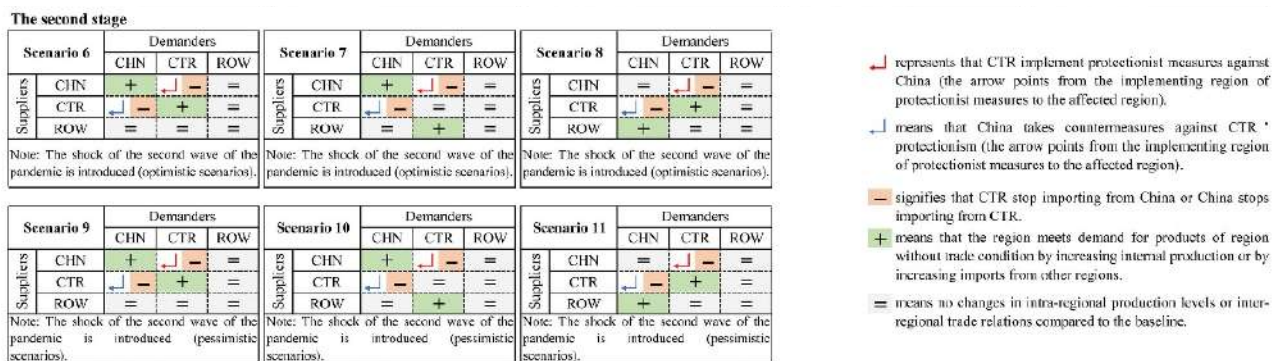 The second stage
Scenario 6 Demanders
CHN CTR ROW
Suppliers CHN + − =
CTR − + =
ROW = = =
Note: The shock of the second wave of the
pandemic is introduced (optimistic scenarios).
Scenario 7 Demanders
CHN CTR ROW
Suppliers CHN + − =
CTR − = =
ROW = + =
Note: The shock of the second wave of the
pandemic is introduced (optimistic scenarios).
Scenario 8 Demanders
CHN CTR ROW
Suppliers CHN = − =
CTR − + =
ROW + = =
Note: The shock of the second wave of the
pandemic is introduced (optimistic scenarios).
Scenario 9 Demanders
CHN CTR ROW
Suppliers CHN + − =
CTR − + =
ROW = = =
Note: The shock of the second wave of the
pandemic is introduced (pessimistic
scenarios).
Scenario 10 Demanders
CHN CTR ROW
Suppliers CHN + − =
CTR − = =
ROW = + =
Note: The shock of the second wave of the
pandemic is introduced (pessimistic
scenarios).
Scenario 11 Demanders
CHN CTR ROW
Suppliers CHN = − =
CTR − + =
ROW + = =
Note: The shock of the second wave of the
pandemic is introduced (pessimistic
scenarios).
represents that CTR implement protectionist measures against
China (the arrow points from the implementing region of
protectionist measures to the affected region).
means that China takes countermeasures against CTR '
protectionism (the arrow points from the implementing region
of protectionist measures to the affected region).
− signifies that CTR stop importing from China or China stops
importing from CTR.
+ means that the region meets demand for products of region
without trade condition by increasing internal production or by
increasing imports from other regions.
= means no changes in intra-regional production levels or inter-
regional trade relations compared to the baseline.